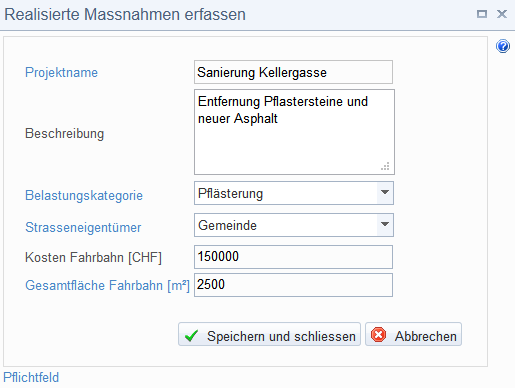 Realisierte Massnahmen erfassen
Projektname
Sanierung Kellergasse
Beschreibung
Entfernung Pflastersteine und
neuer Asphalt
Belastungskategorie
Pflästerung
Strasseneigentümer
Gemeinde
Kosten Fahrbahn [CHF]
150000
Gesamtfläche Fahrbahn [m²]
2500
Speichern und schliessen
Abbrechen
Pflichtfeld